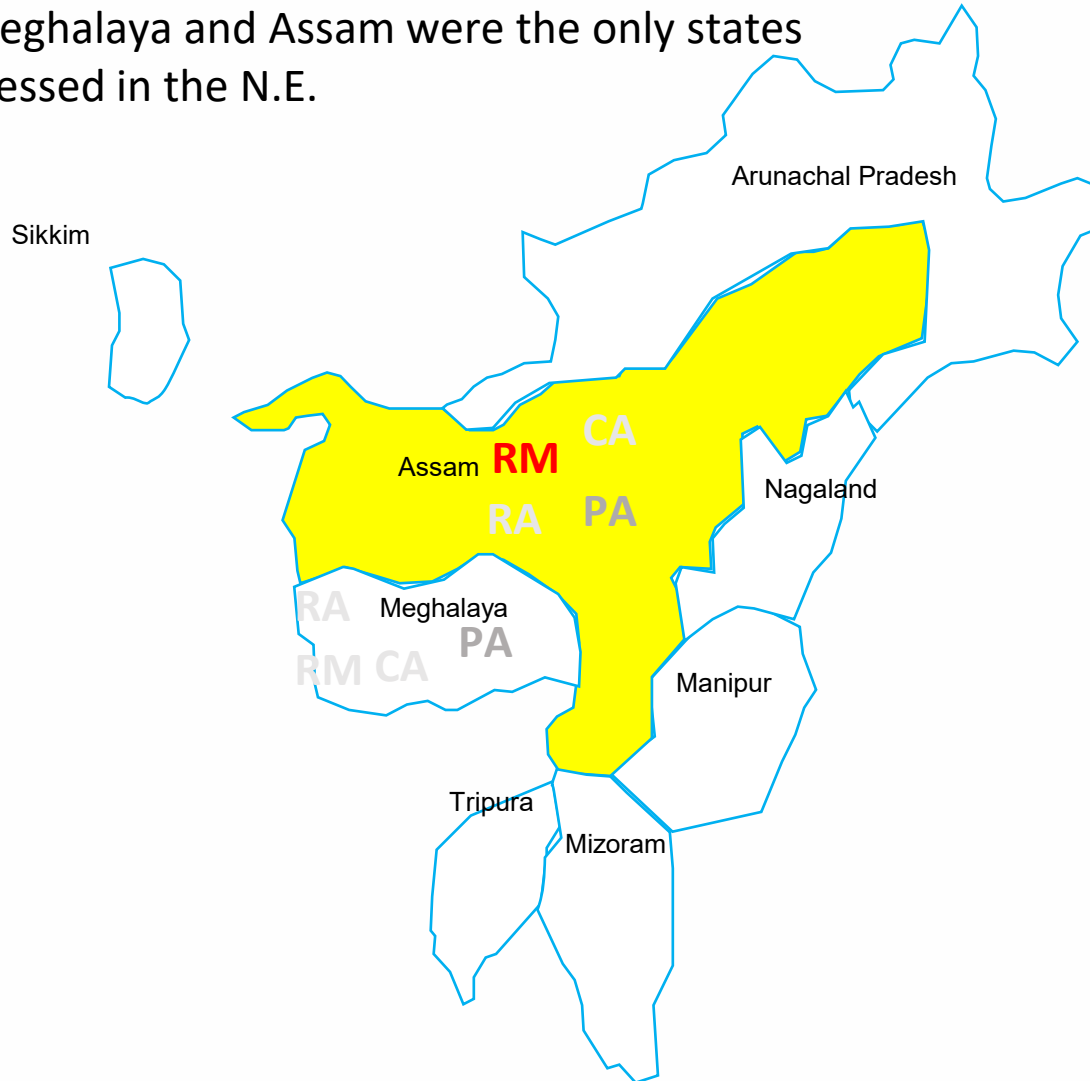 eghalaya and Assam were the only states
essed in the N.E.
Arunachal Pradesh
Sikkim
CA
Assam RM
Nagaland
RA PA
RA Meghalaya
PA
RM CA
Manipur
Tripura
Mizoram